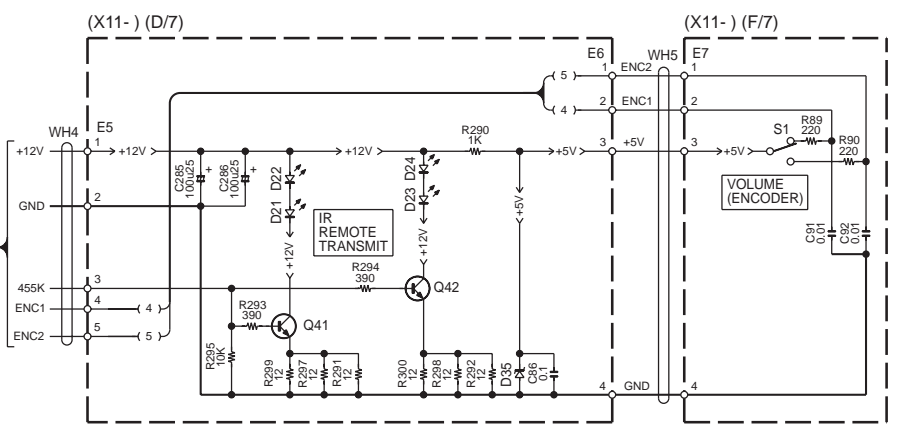 (X11- ) (D/7)
(X11- ) (F/7)
E6
WH5
E7
1
ENC2
1
( 5 )
2
ENC1
2
( 4 )
WH4
E5
+12V
1
+12V
+12V
R290
1K
+5V
3
+5V
3
+5V
S1
R89
220
R90
220
C285
100u25
+
C286
100u25
+
D22
D21
D24
D23
VOLUME
(ENCODER)
GND
2
IR
REMOTE
TRANSMIT
+12V
+12V
+5V
C91
0.01
C92
0.01
455K
3
R294
390
Q42
ENC1
4
( 4 )
R293
390
Q41
ENC2
5
( 5 )
R295
10K
R299
12
R297
12
R291
12
R300
12
R298
12
R292
12
D35
C86
0.1
4
GND
4